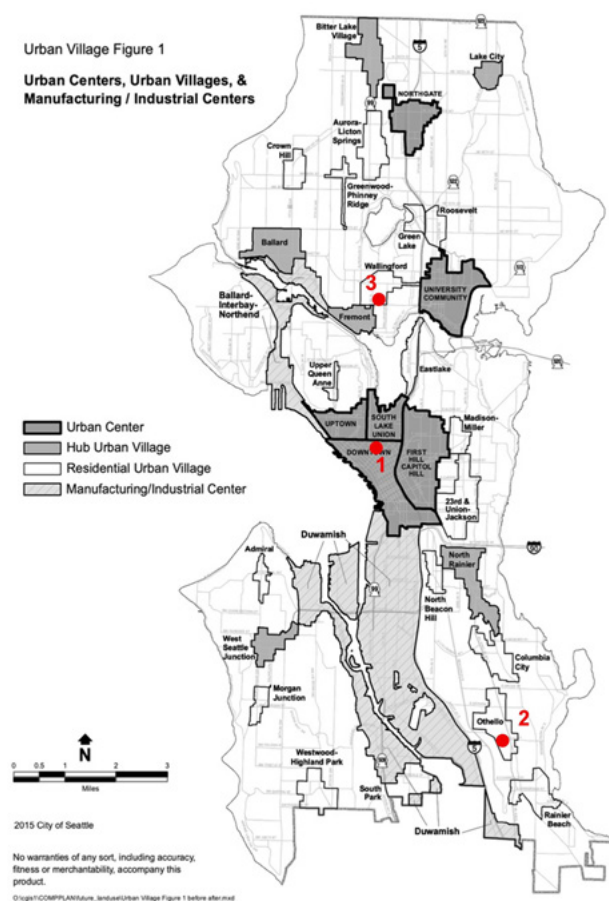 Urban Village Figure 1
Urban Centers, Urban Villages, &
Manufacturing / Industrial Centers
Bitter Lake
Village
5
Lake City
NORTHGATE
99
Aurora-
Licton
Springs
Crown
Hill
Greenwood-
Phinney
Ridge
Roosevelt
Green
Lake
Ballard
Wallingford
3
UNIVERSITY
COMMUNITY
Ballard-
Interbay-
Northend
Fremont
Upper
Queen
Anne
Eastlake
Urban Center
Hub Urban Village
Residential Urban Village
Manufacturing/Industrial Center
UPTOWN
SOUTH
LAKE
UNION
Madison-
Miller
DOWNTOWN
1
FIRST
HILL
CAPITOL
HILL
23rd &
Union-
Jackson
Duwamish
Admiral
99
North
Rainier
90
North
Beacon
Hill
West
Seattle
Junction
Columbia
City
Morgan
Junction
2
Othello
5
N
Westwood-
Highland Park
South
Park
Rainier
Beach
Duwamish
0 0.5 1 2 3
Miles
2015 City of Seattle
No warranties of any sort, including accuracy,
fitness or merchantability, accompany this
product.